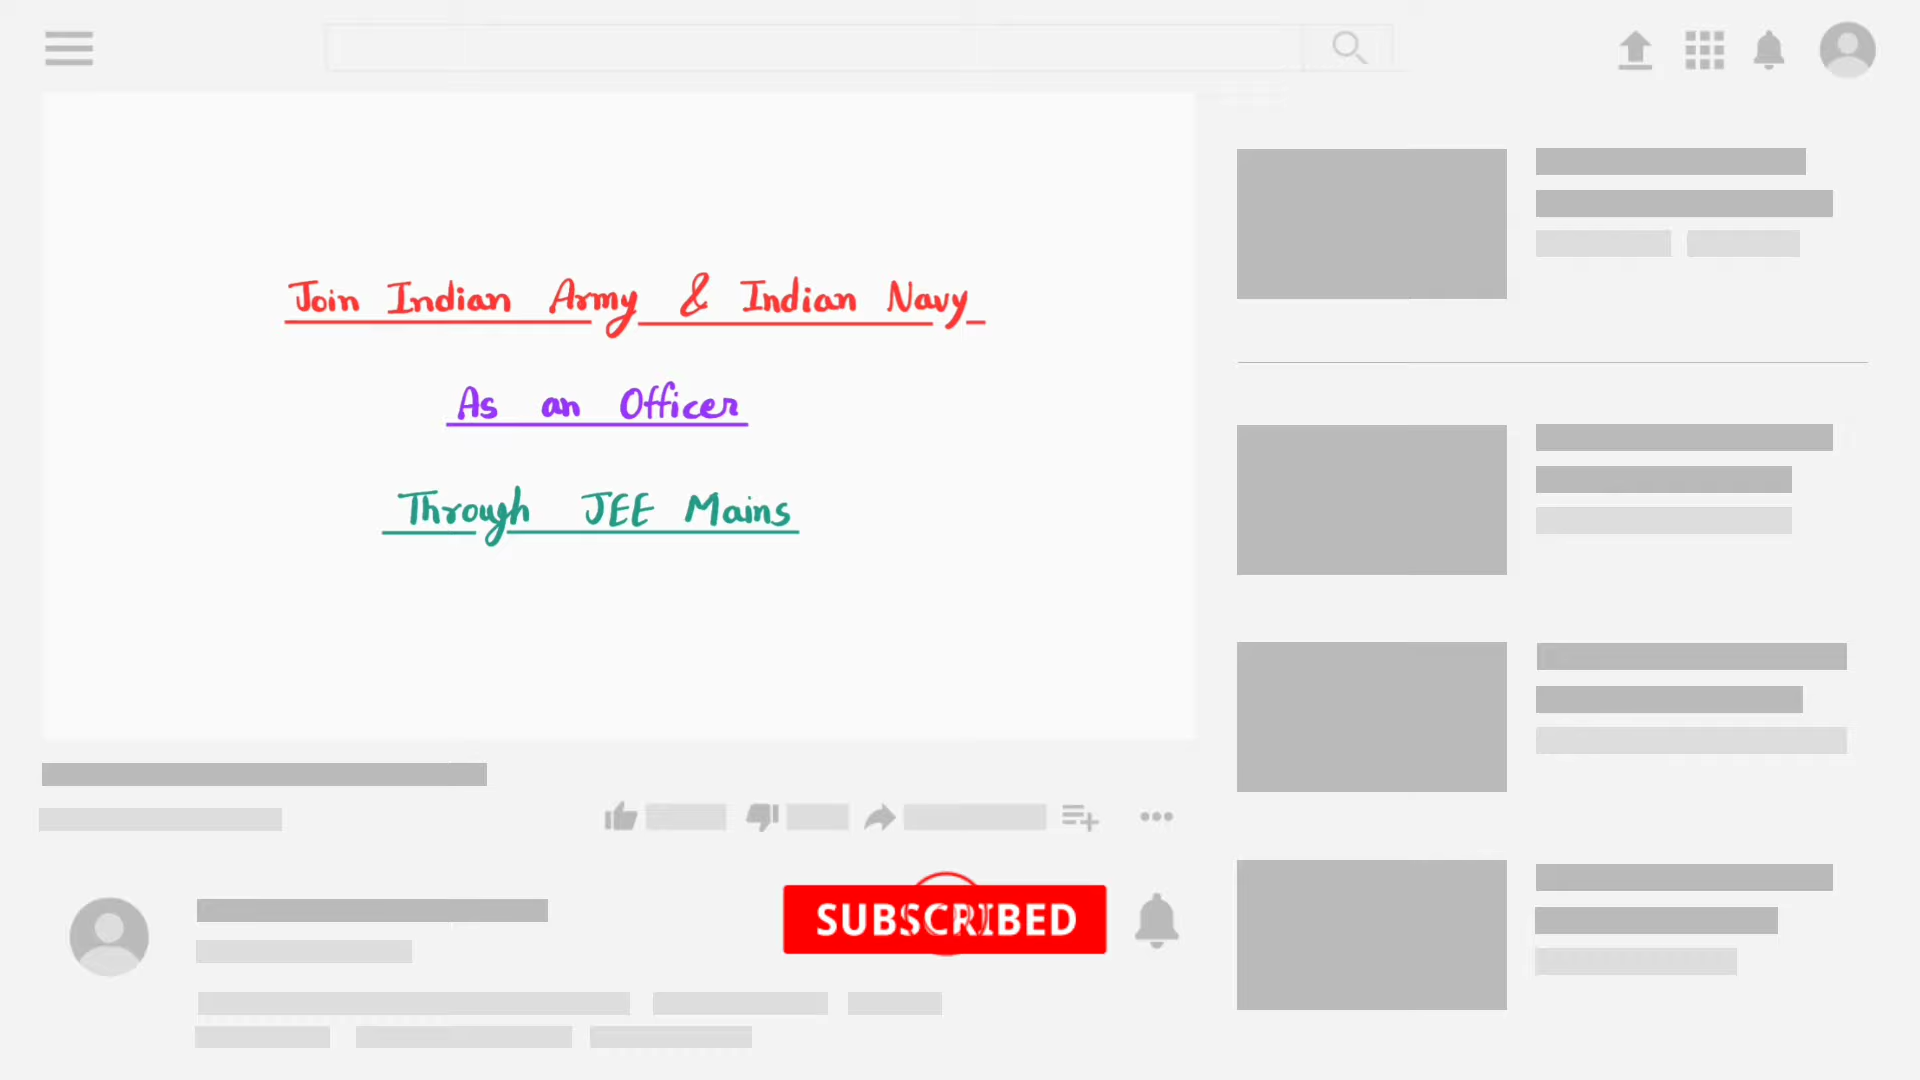 Join Indian Army & Indian Navy
As an Officer
Through JEE Mains
SUBSCRIBED